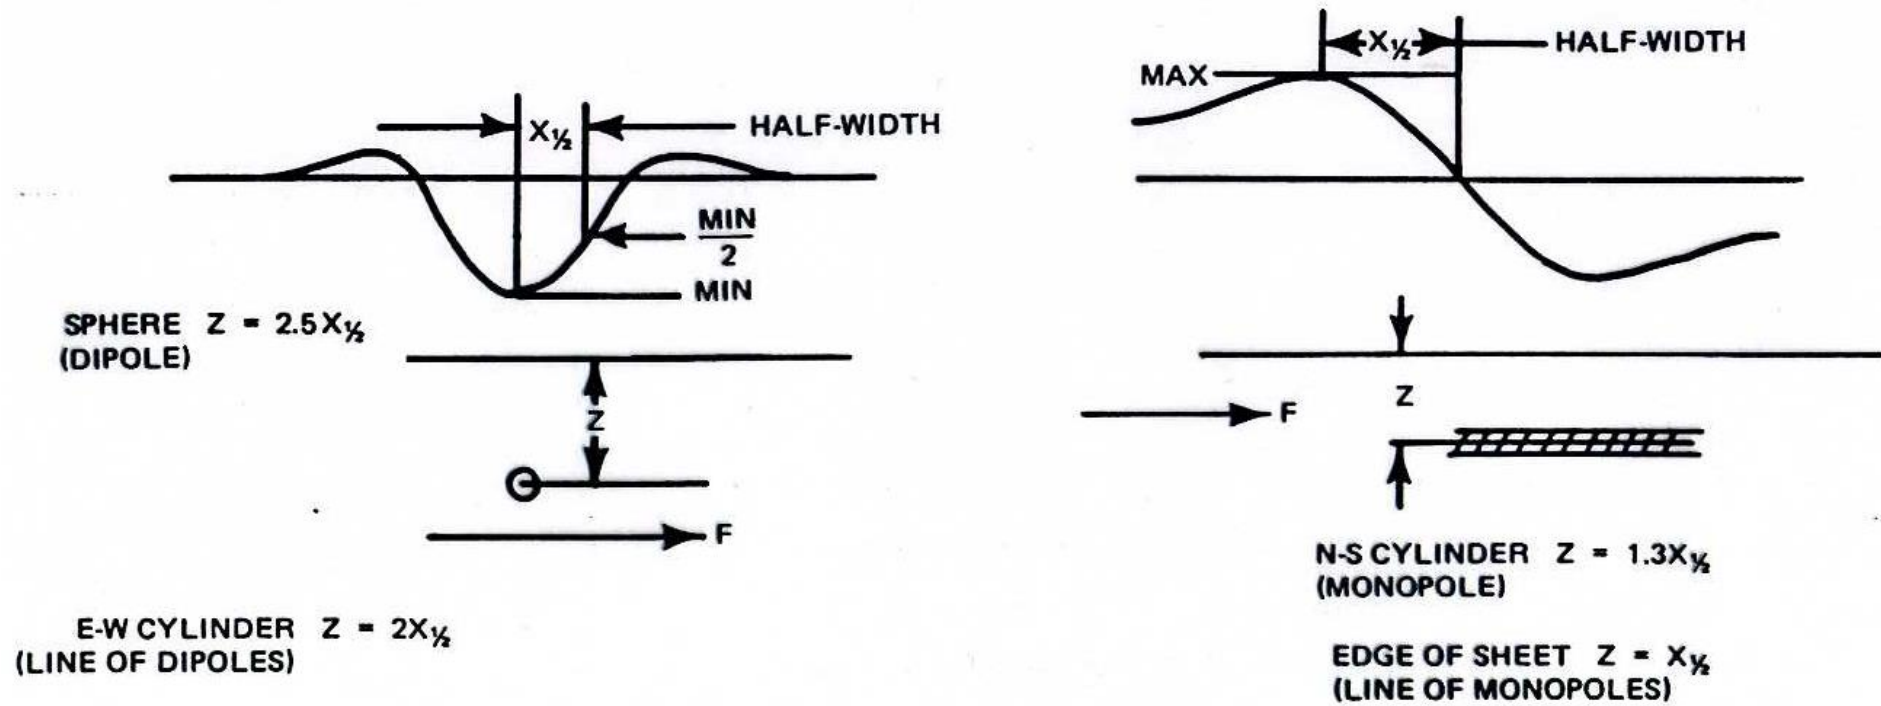 X½
HALF-WIDTH
MIN
2
MIN
SPHERE Z = 2.5X½
(DIPOLE)
Z
F
E-W CYLINDER Z = 2X½
(LINE OF DIPOLES)
X½
HALF-WIDTH
MAX
Z
F
N-S CYLINDER Z = 1.3X½
(MONOPOLE)
EDGE OF SHEET Z = X½
(LINE OF MONOPOLES)